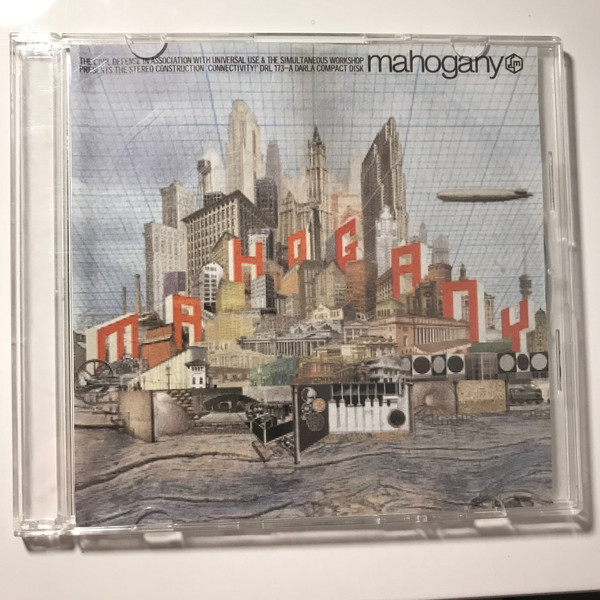 THE CIVIL DEFENCE IN ASSOCIATION WITH UNIVERSAL USE & THE SIMULTANEOUS WORKSHOP
PRESENTS THE STEREO CONSTRUCTION 'CONNECTIVITY!' DRL 173–A DARLA COMPACT DISK
mahogany
MAHOGANY